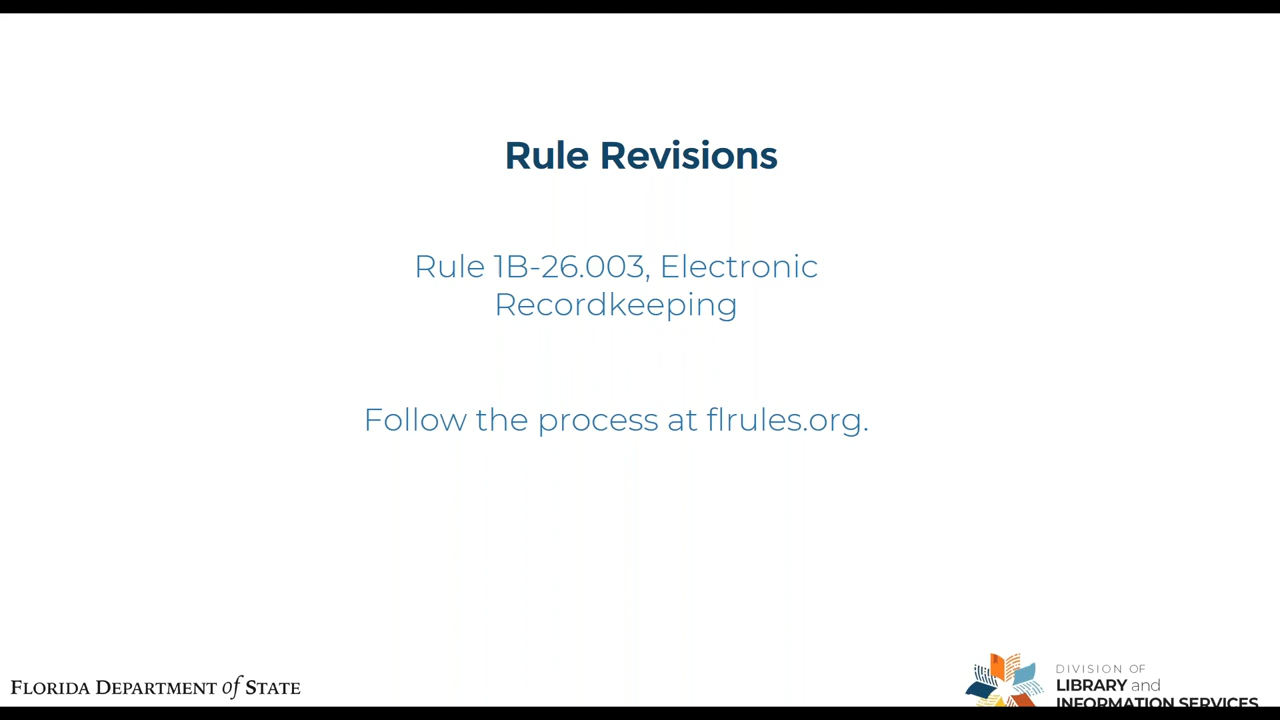 Rule Revisions
Rule 1B-26.003, Electronic
Recordkeeping
Follow the process at flrules.org.
FLORIDA DEPARTMENT of STATE
DIVISION OF
LIBRARY and
INFORMATION SERVICES